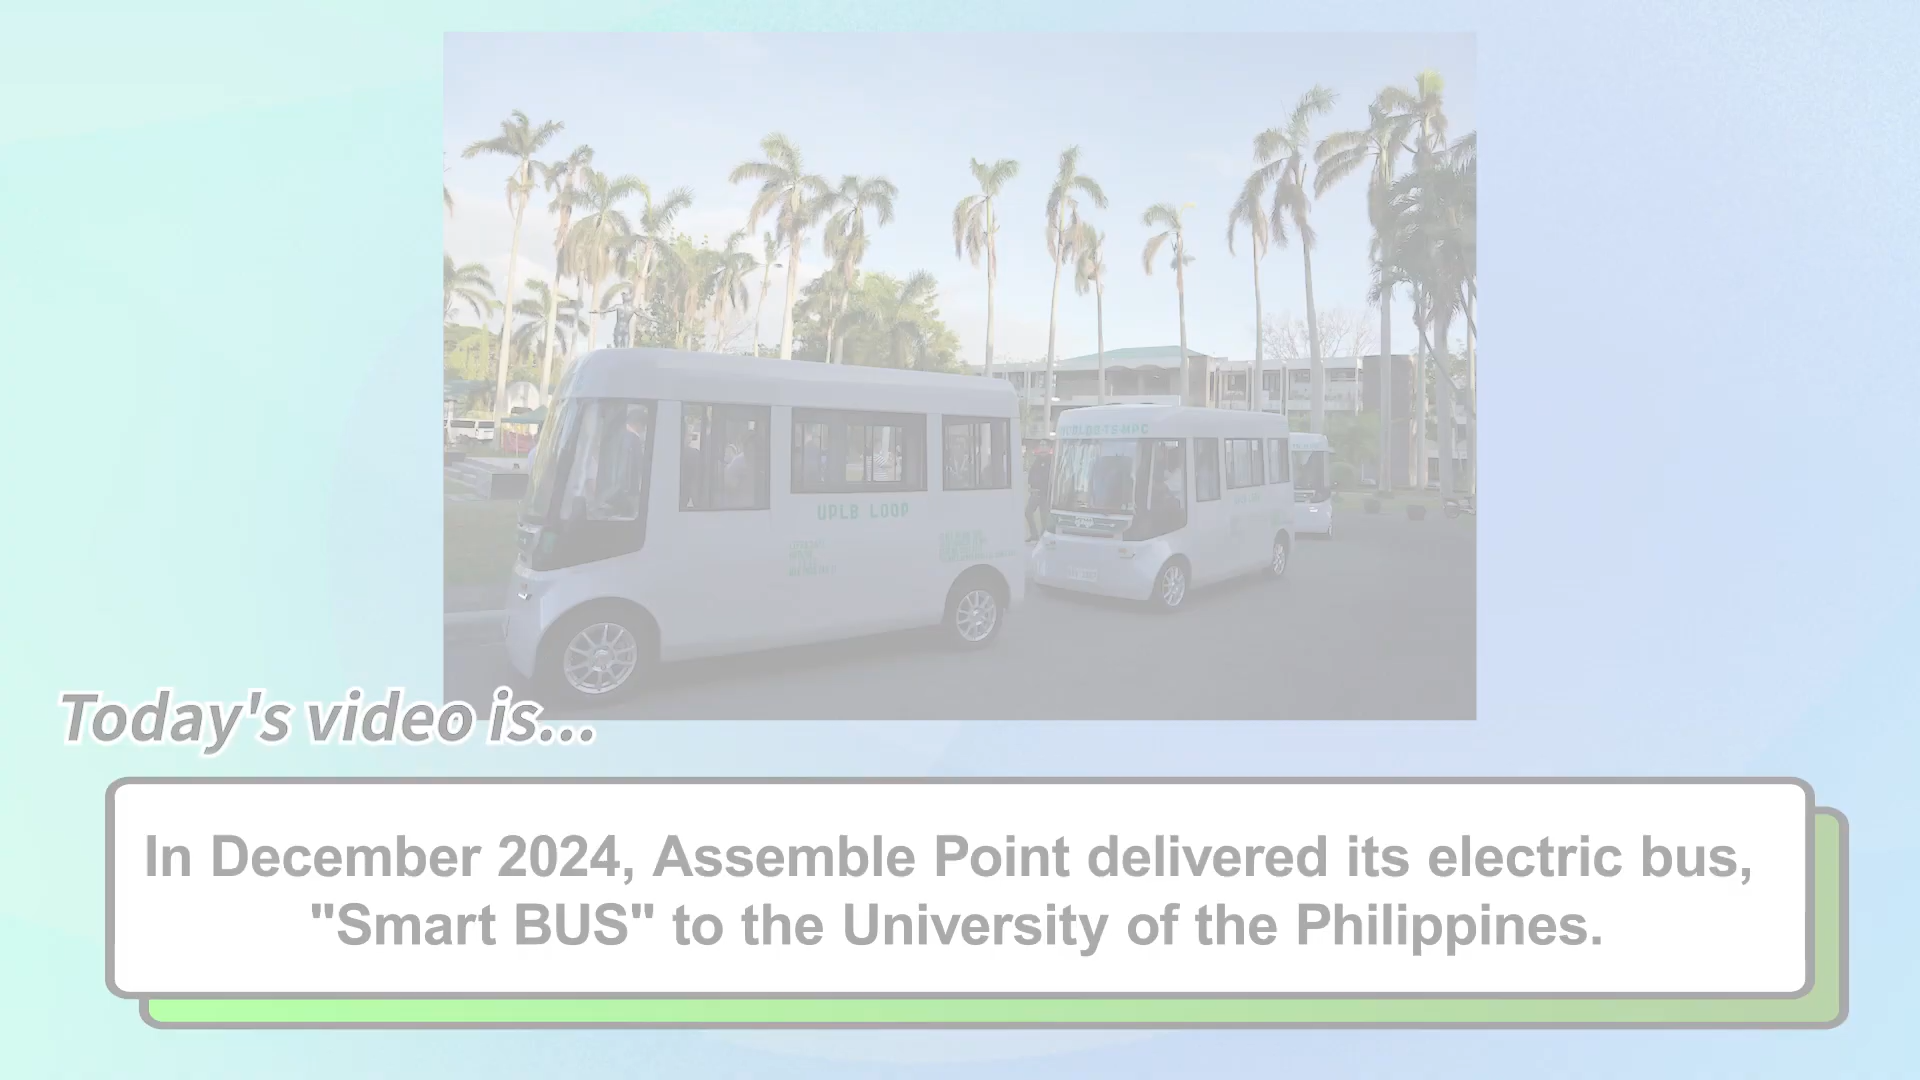 UPLB LOOP
Today's video is...
In December 2024, Assemble Point delivered its electric bus,
"Smart BUS" to the University of the Philippines.